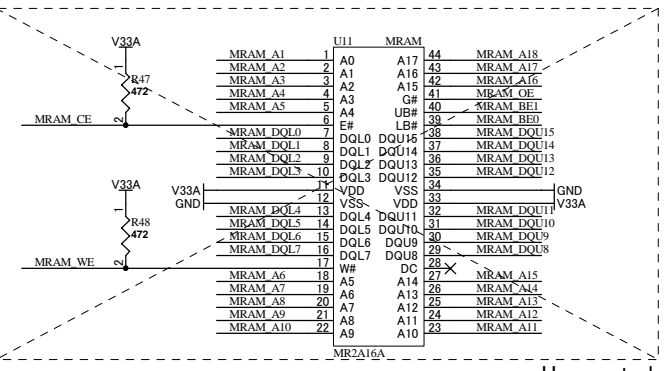 U11 MRAM
V33A
R47
472
1
2
MRAM_CE
V33A
R48
472
1
2
MRAM_WE
MRAM_A1 1 A0 A17 44 MRAM_A18
MRAM_A2 2 A1 A16 43 MRAM_A17
MRAM_A3 3 A2 A15 42 MRAM_A16
MRAM_A4 4 A3 G# 41 MRAM_OE
MRAM_A5 5 A4 UB# 40 MRAM_BE1
6 E# LB# 39 MRAM_BE0
MRAM_DQL0 7 DQL0 DQU15 38 MRAM_DQU15
MRAM_DQL1 8 DQL1 DQU14 37 MRAM_DQU14
MRAM_DQL2 9 DQL2 DQU13 36 MRAM_DQU13
MRAM_DQL3 10 DQL3 DQU12 35 MRAM_DQU12
V33A 11 VDD VSS 34 GND
GND 12 VSS VDD 33 V33A
MRAM_DQL4 13 DQL4 DQU11 32 MRAM_DQU11
MRAM_DQL5 14 DQL5 DQU10 31 MRAM_DQU10
MRAM_DQL6 15 DQL6 DQU9 30 MRAM_DQU9
MRAM_DQL7 16 DQL7 DQU8 29 MRAM_DQU8
17 W# DC 28
MRAM_A6 18 A5 A14 27 MRAM_A15
MRAM_A7 19 A6 A13 26 MRAM_A14
MRAM_A8 20 A7 A12 25 MRAM_A13
MRAM_A9 21 A8 A11 24 MRAM_A12
MRAM_A10 22 A9 A10 23 MRAM_A11
MR2A16A